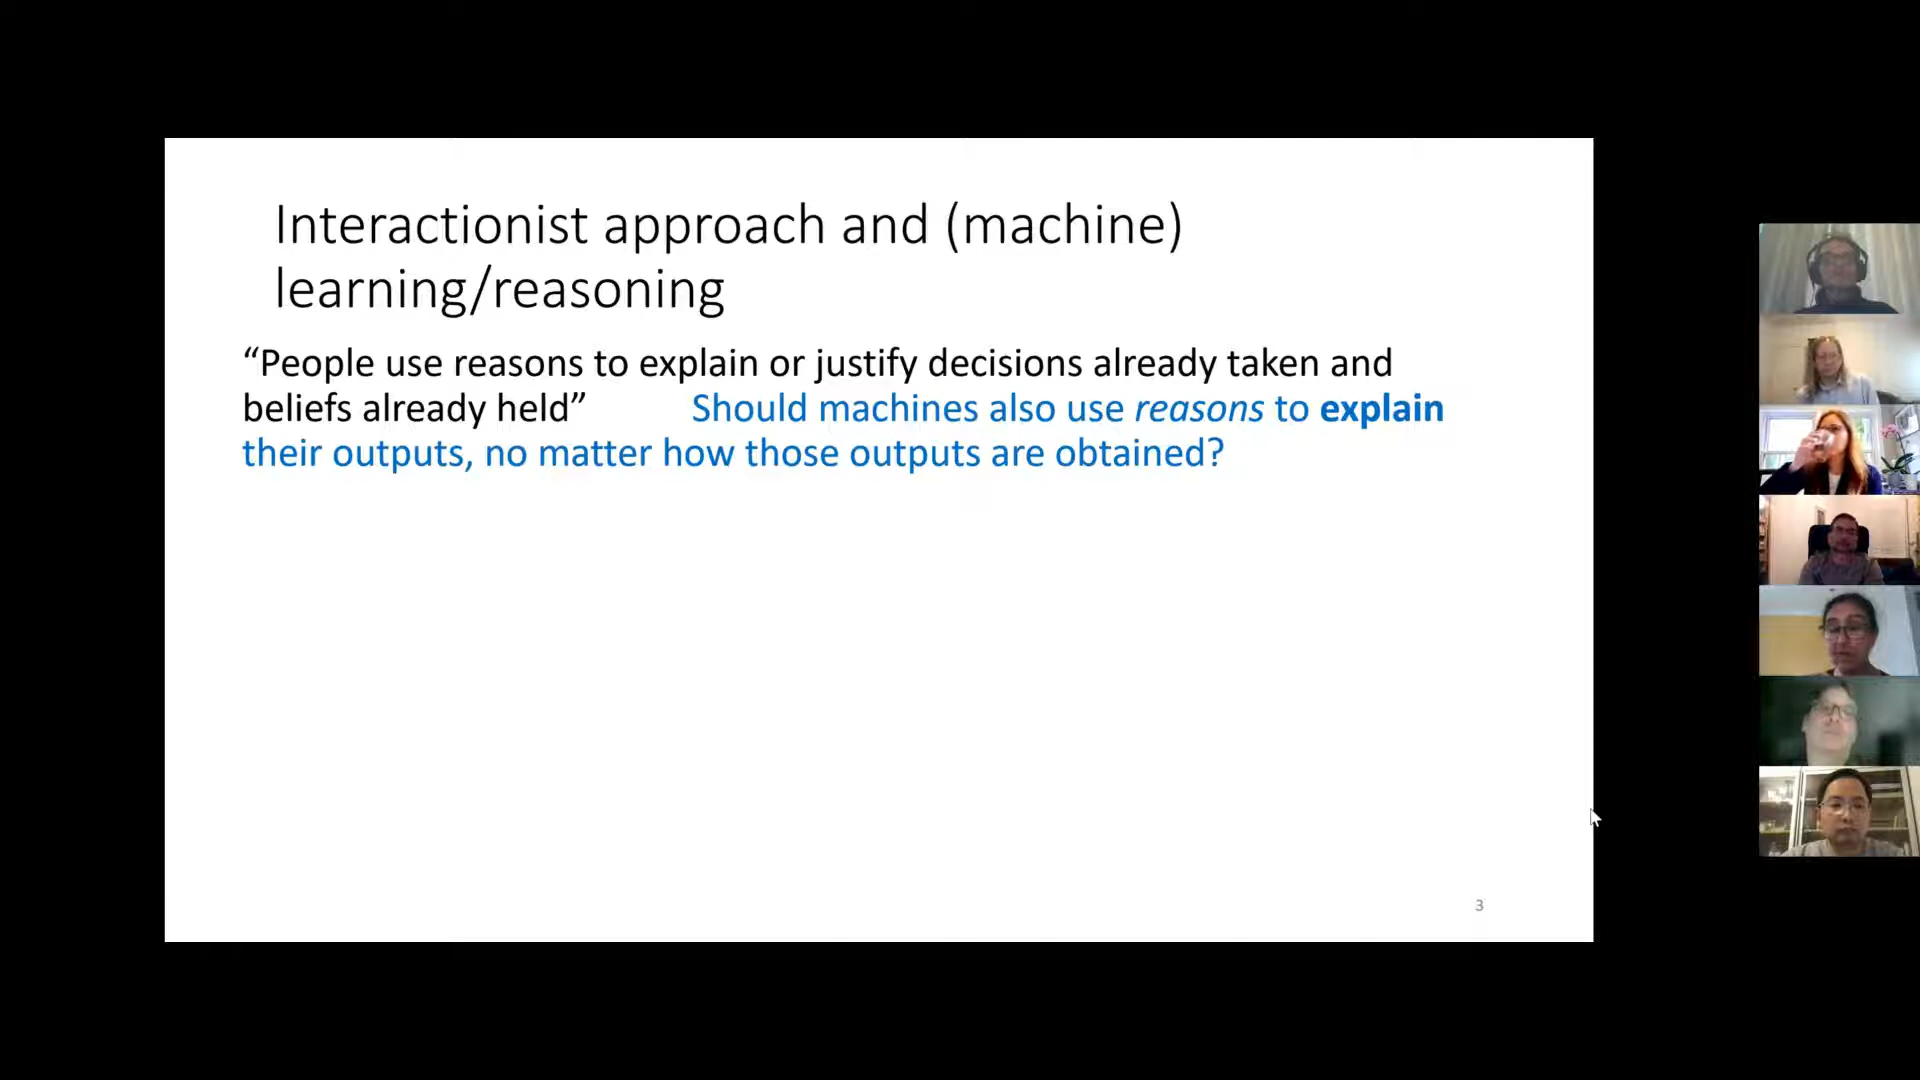 Interactionist approach and (machine)
learning/reasoning
“People use reasons to explain or justify decisions already taken and
beliefs already held” Should machines also use reasons to explain
their outputs, no matter how those outputs are obtained?
3